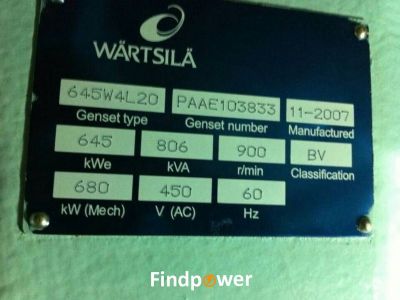 WÄRTSILÄ
645W4L20 PAAE103833 11-2007
Genset type Genset number Manufactured
645 806 900 BV
kWe kVA r/min Classification
680 450 60
kW (Mech) V (AC) Hz
Findpower